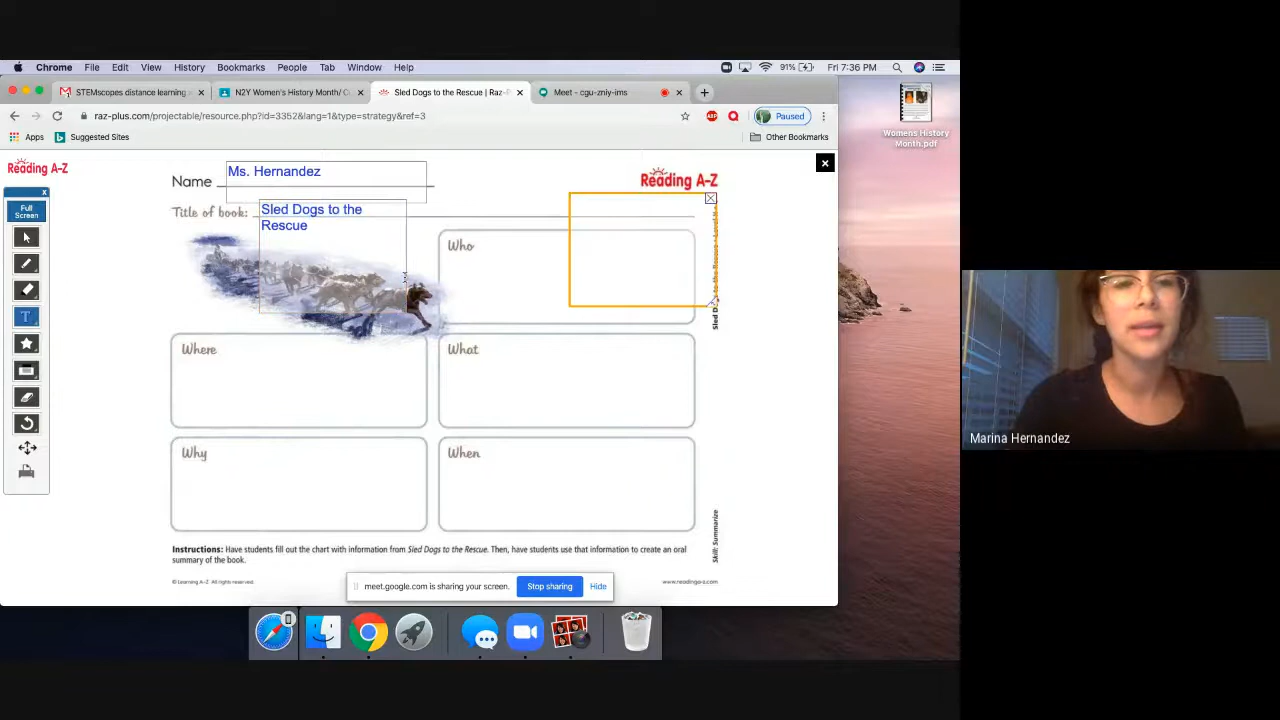 Chrome File Edit View History Bookmarks People Tab Window Help
91% Fri 7:36 PM
STEMscopes distance learning
N2Y Women's History Month/ Cu
Sled Dogs to the Rescue | Raz-P
Meet - cgu-zniy-ims
raz-plus.com/projectable/resource.php?id=3352&lang=1&type=strategy&ref=3
ABP
Paused
Apps Suggested Sites
Other Bookmarks
Womens History
Month.pdf
Reading A-Z
x
Full
Screen
T
Name Ms. Hernandez
Reading A-Z
Title of book: Sled Dogs to the
Rescue
Who
Where
What
Why
When
Skill: Summarize
Instructions: Have students fill out the chart with information from Sled Dogs to the Rescue. Then, have students use that information to create an oral
summary of the book.
© Learning A-Z All rights reserved.
www.readinga-z.com
meet.google.com is sharing your screen. Stop sharing Hide
Marina Hernandez